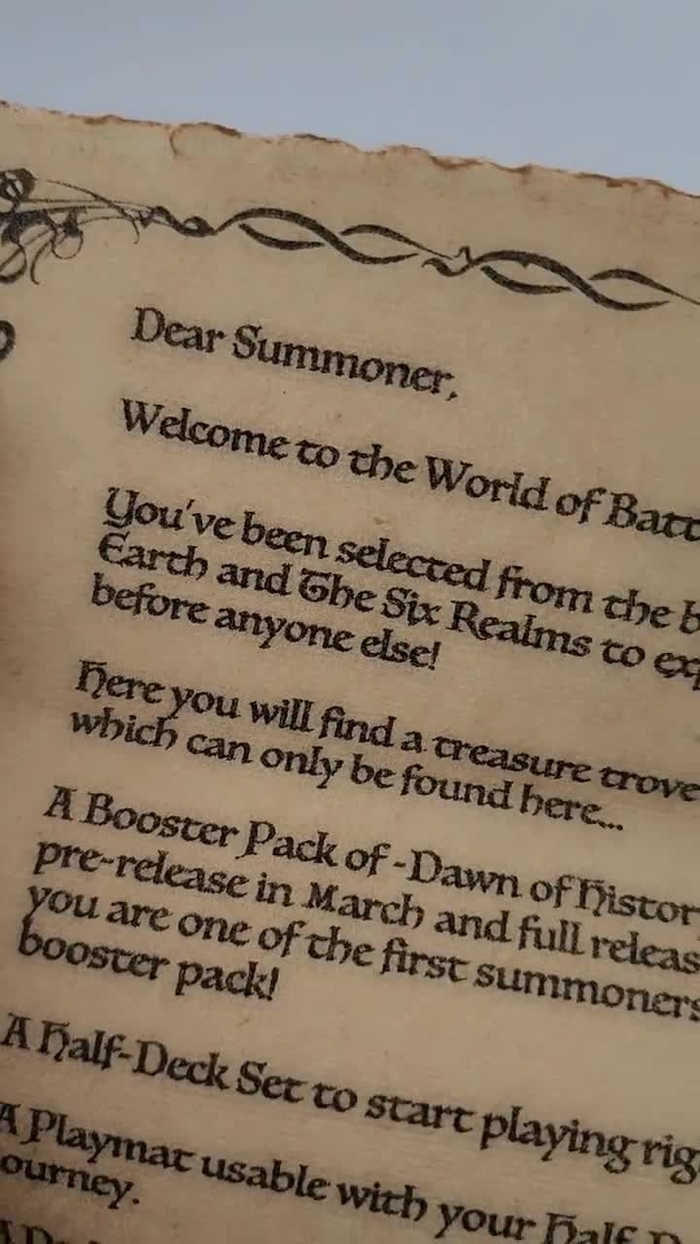 Dear Summoner,
Welcome to the World of
You've been selected from the
Earth and The Six Realms to
before anyone else!
Here you will find a treasure trove
which can only be found here...
A Booster Pack of -Dawn of
pre-release in March and full
you are one of the first summoners
booster pack!
A Half-Deck Set to start playing
A Playmat usable with your Half
ourney.